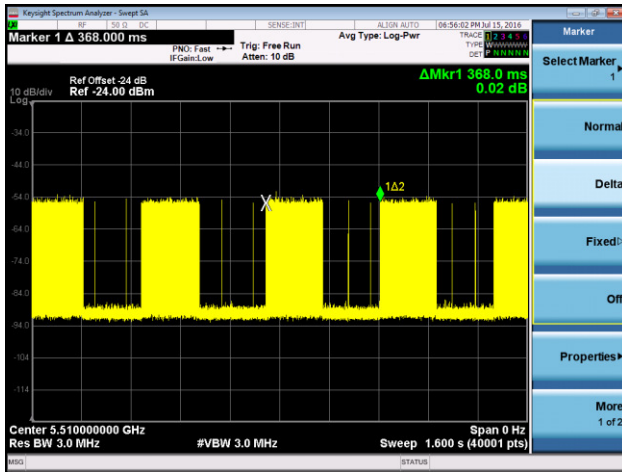 Keysight Spectrum Analyzer - Swept SA
RF 50 Ω DC SENSE:INT ALIGN AUTO 06:56:02 PM Jul 15, 2016
Marker 1 Δ 368.000 ms
PNO: Fast
IFGain:Low
Trig: Free Run
Atten: 10 dB
Avg Type: Log-Pwr
TRACE 1 2 3 4 5 6
TYPE WWWWWW
DET P N N N N N
ΔMkr1 368.0 ms
0.02 dB
Ref Offset -24 dB
10 dB/div Ref -24.00 dBm
Log
-34.0
-44.0
-54.0
-64.0
-74.0
-84.0
-94.0
-104
-114
X
1Δ2
Center 5.510000000 GHz Span 0 Hz
Res BW 3.0 MHz #VBW 3.0 MHz Sweep 1.600 s (40001 pts)
MSG STATUS
Marker
Select Marker
1
Normal
Delta
Fixed
Off
Properties
More
1 of 2